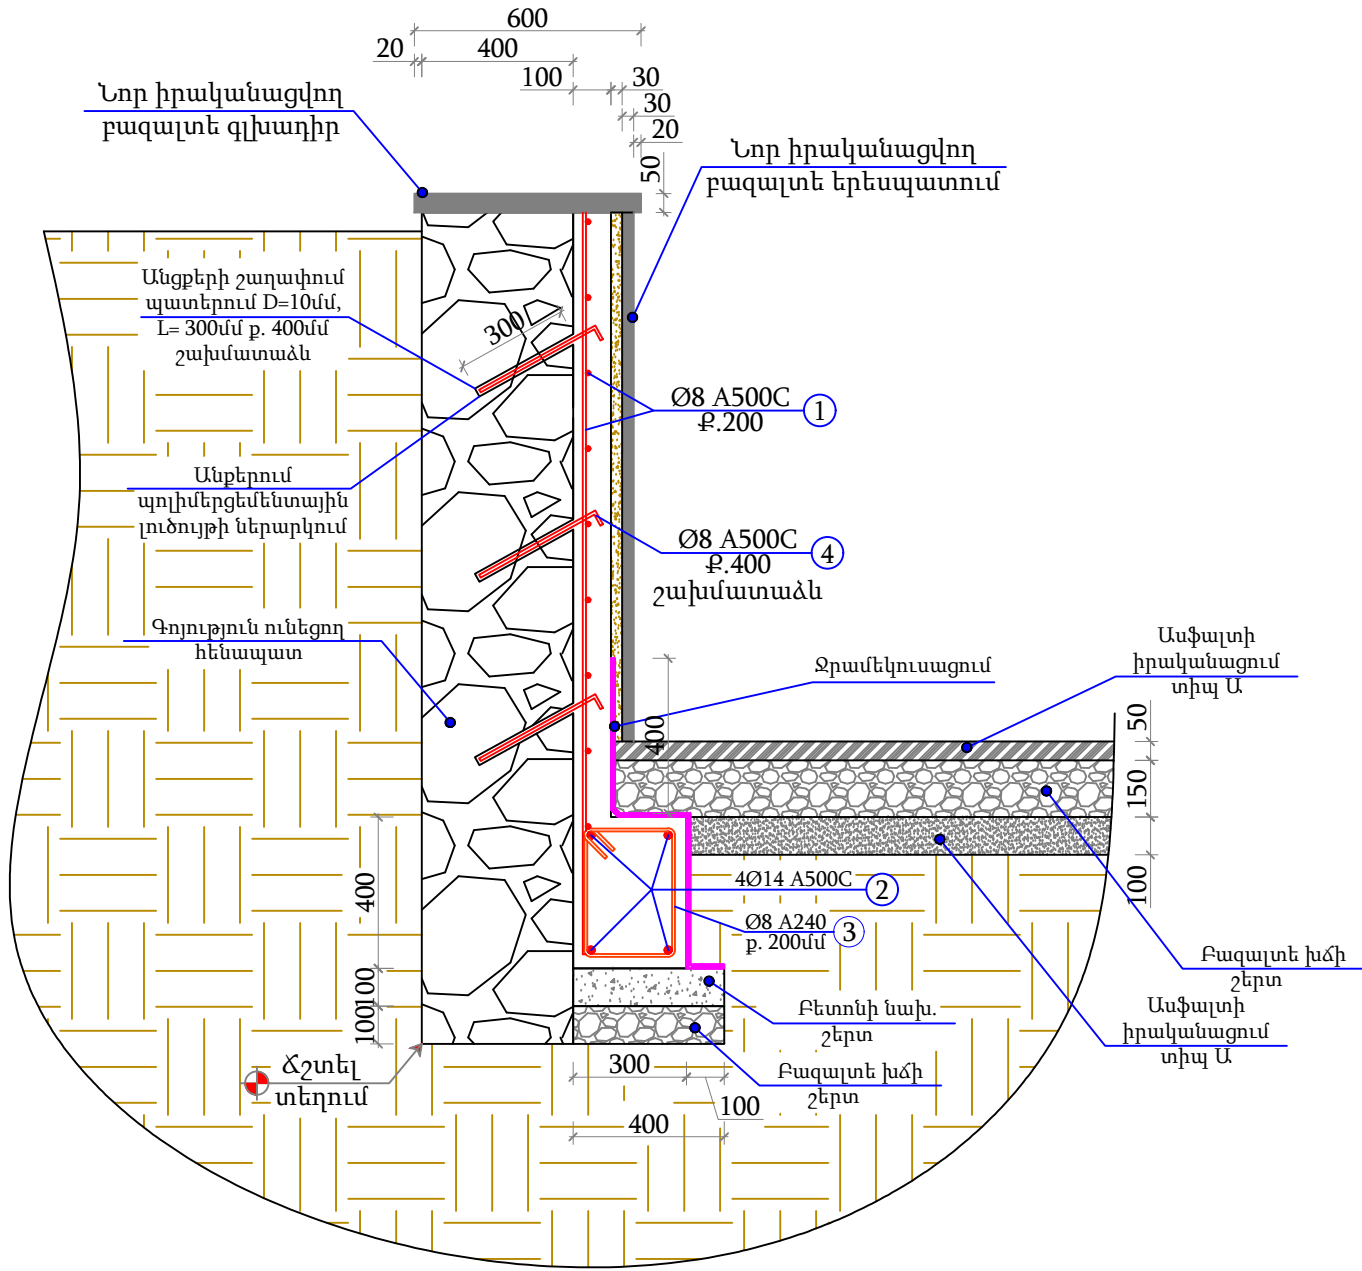 600
20
400
100
30
30
20
50
Նոր իրականացվող
բազալտե գլխադիր
Նոր իրականացվող
բազալտե երեսպատում
Անցքերի շաղափում
պատերում D=10մմ,
L= 300մմ ք. 400մմ
շախմատաձև
300
Ø8 A500C
Ք.200
1
Անքերում
պոլիմերցեմենտային
լուծույթի ներարկում
Ø8 A500C
Ք.400
շախմատաձև
4
Գոյություն ունեցող
հենապատ
Ջրամեկուսացում
Ասֆալտի
իրականացում
տիպ Ա
400
50
150
100
4Ø14 A500C
2
Ø8 A240
ք. 200մմ
3
400
100
100
Բազալտե խճի
շերտ
Բետոնի նախ.
շերտ
Ասֆալտի
իրականացում
տիպ Ա
Բազալտե խճի
շերտ
Ճշտել
տեղում
300
100
400